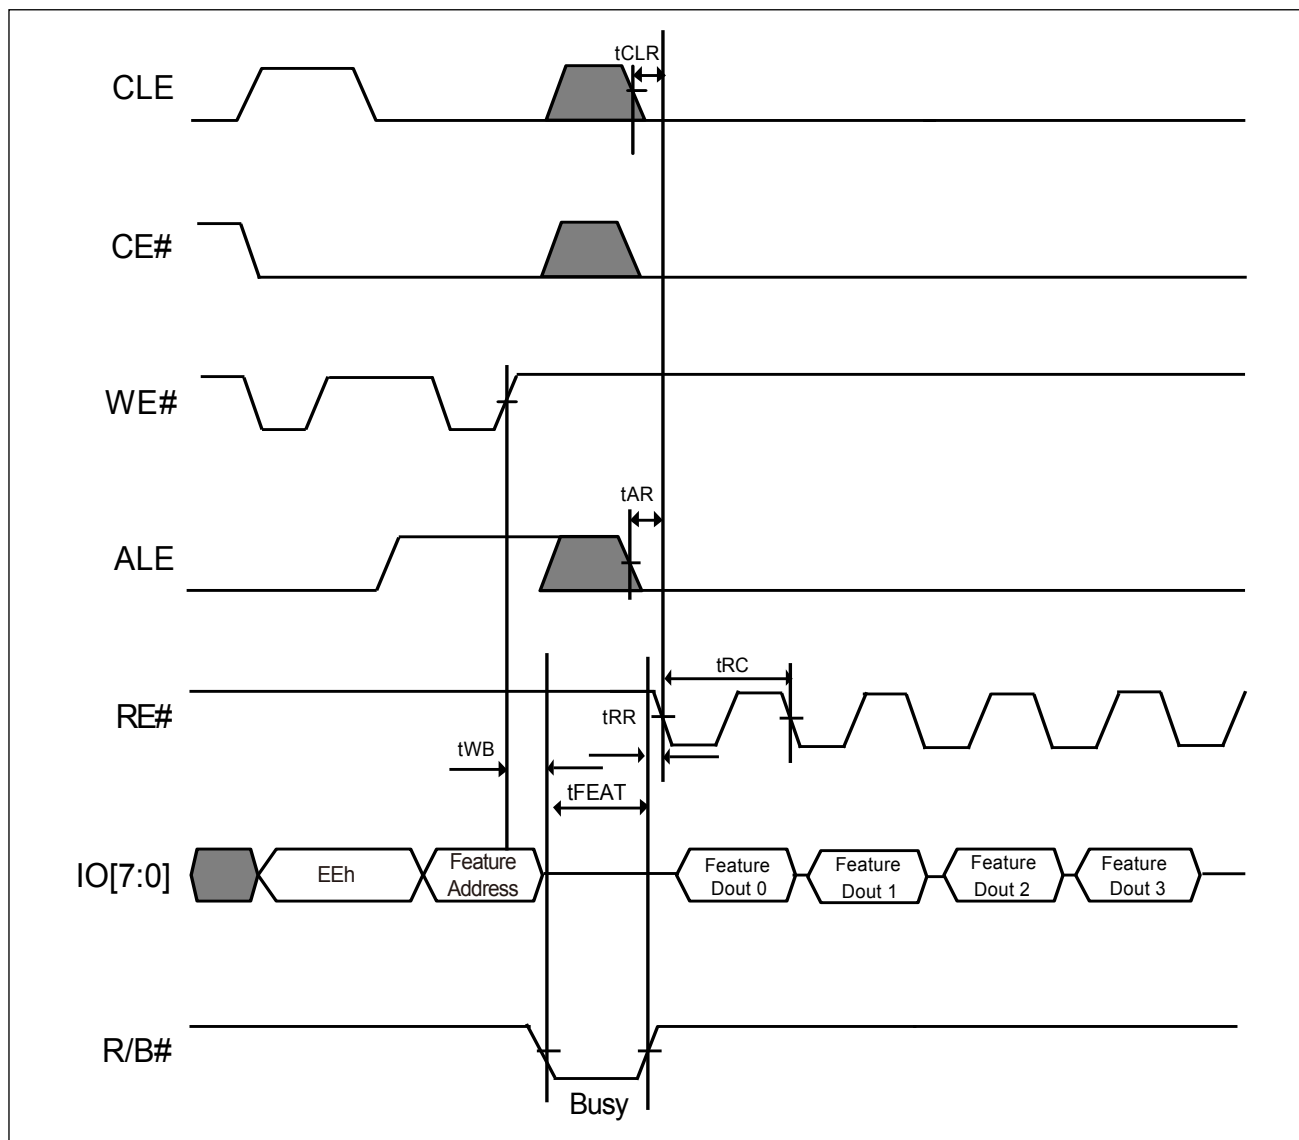 tCLR
CLE
CE#
WE#
tAR
ALE
tRC
RE#
tRR
tWB
tFEAT
IO[7:0]
EEh
Feature
Address
Feature
Dout 0
Feature
Dout 1
Feature
Dout 2
Feature
Dout 3
R/B#
Busy